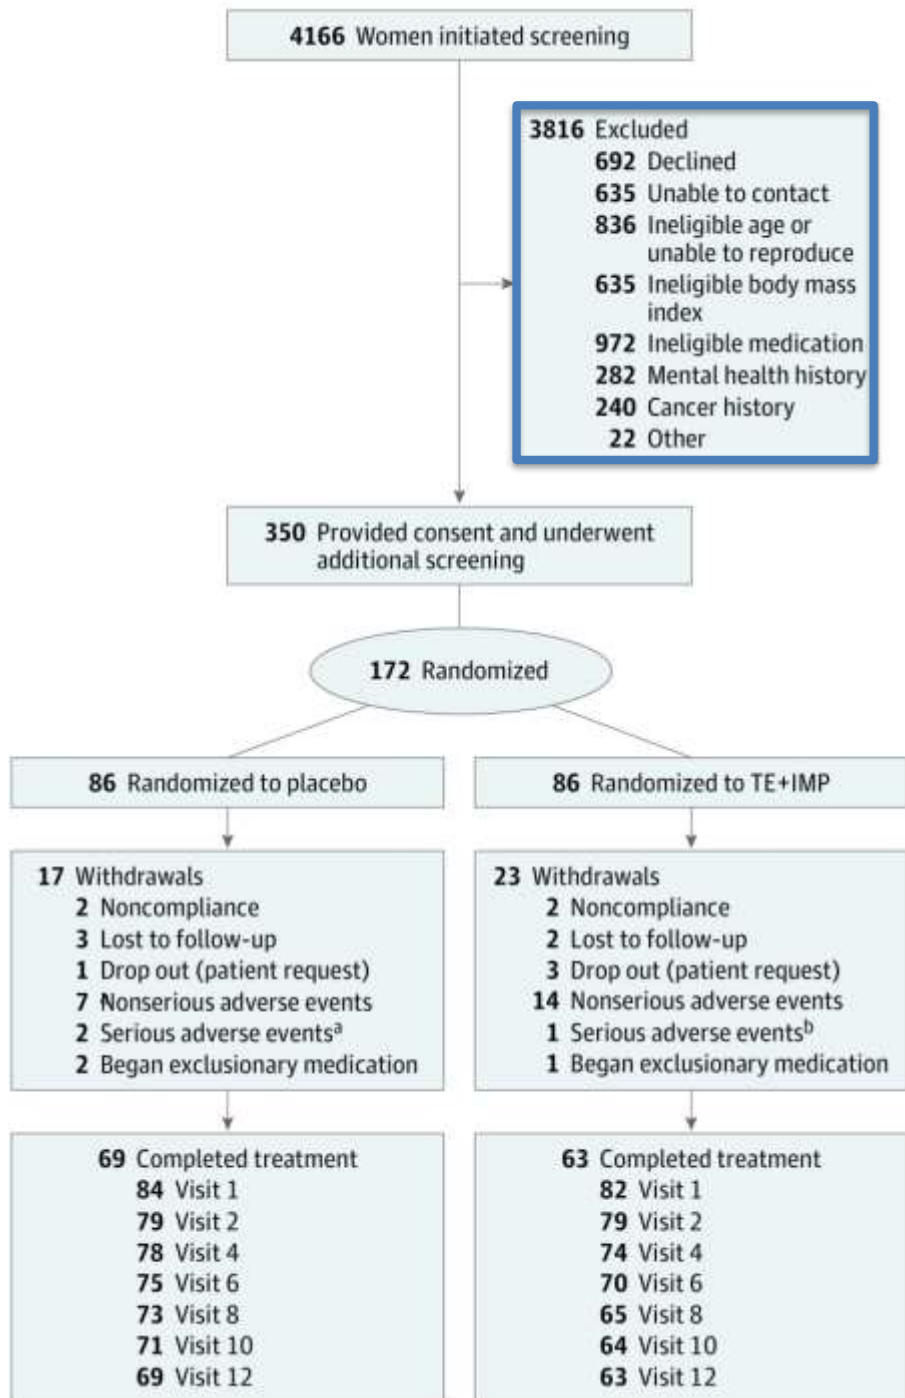 4166 Women initiated screening
3816 Excluded
692 Declined
635 Unable to contact
836 Ineligible age or
unable to reproduce
635 Ineligible body mass
index
972 Ineligible medication
282 Mental health history
240 Cancer history
22 Other
350 Provided consent and underwent
additional screening
172 Randomized
86 Randomized to placebo
17 Withdrawals
2 Noncompliance
3 Lost to follow-up
1 Drop out (patient request)
7 Nonserious adverse events
2 Serious adverse eventsᵃ
2 Began exclusionary medication
69 Completed treatment
84 Visit 1
79 Visit 2
78 Visit 4
75 Visit 6
73 Visit 8
71 Visit 10
69 Visit 12
86 Randomized to TE+IMP
23 Withdrawals
2 Noncompliance
2 Lost to follow-up
3 Drop out (patient request)
14 Nonserious adverse events
1 Serious adverse eventsᵇ
1 Began exclusionary medication
63 Completed treatment
82 Visit 1
79 Visit 2
74 Visit 4
70 Visit 6
65 Visit 8
64 Visit 10
63 Visit 12